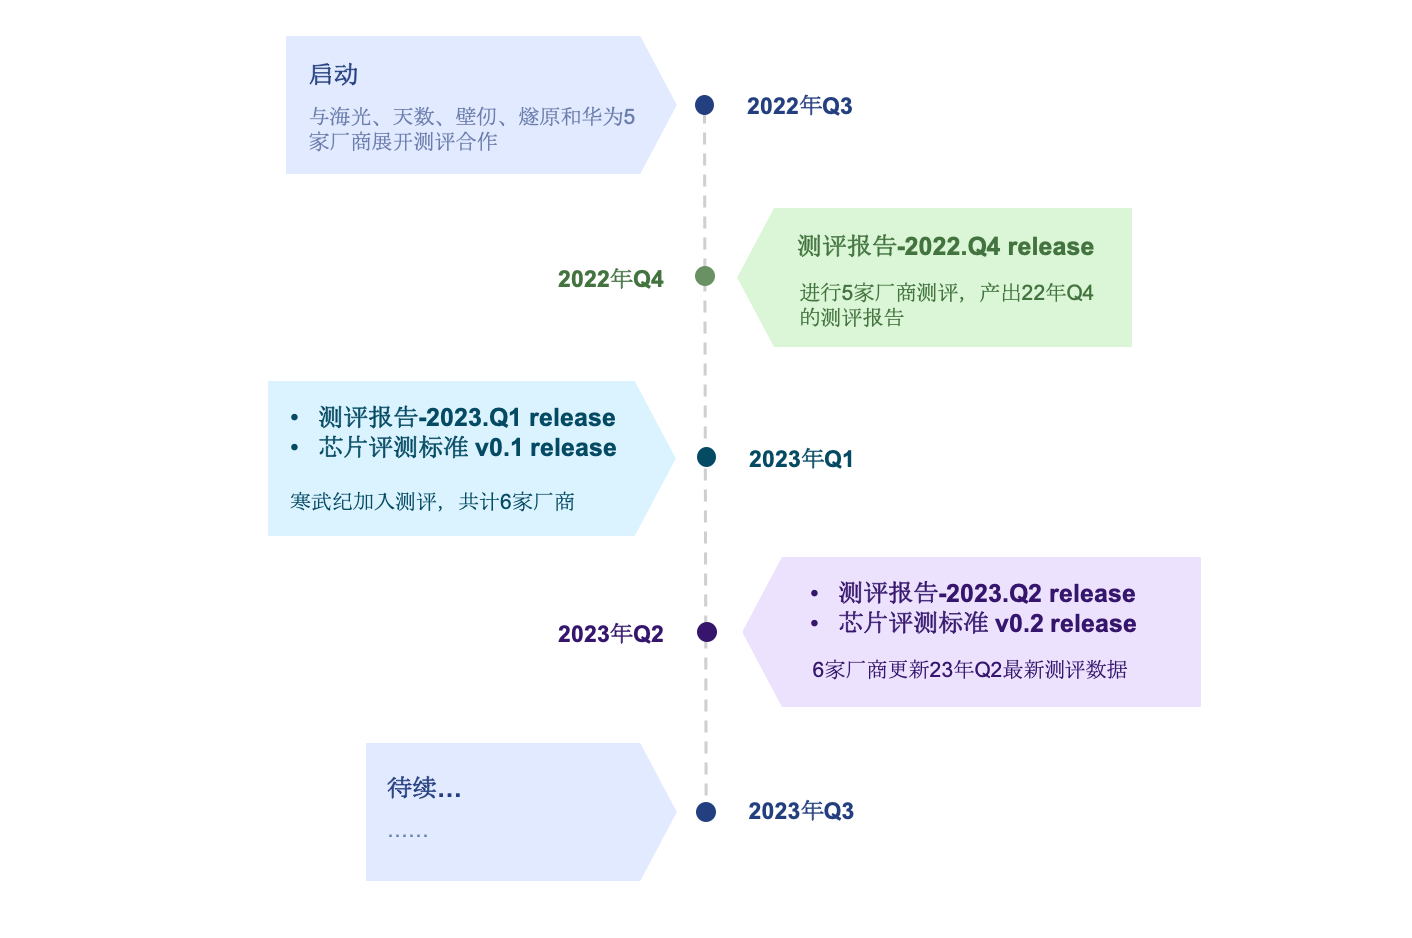 启动
与海光、天数、壁仞、燧原和华为5
家厂商展开测评合作
2022年Q3
测评报告-2022.Q4 release
进行5家厂商测评，产出22年Q4
的测评报告
2022年Q4
• 测评报告-2023.Q1 release
• 芯片评测标准 v0.1 release
寒武纪加入测评，共计6家厂商
2023年Q1
• 测评报告-2023.Q2 release
• 芯片评测标准 v0.2 release
6家厂商更新23年Q2最新测评数据
2023年Q2
待续...
......
2023年Q3